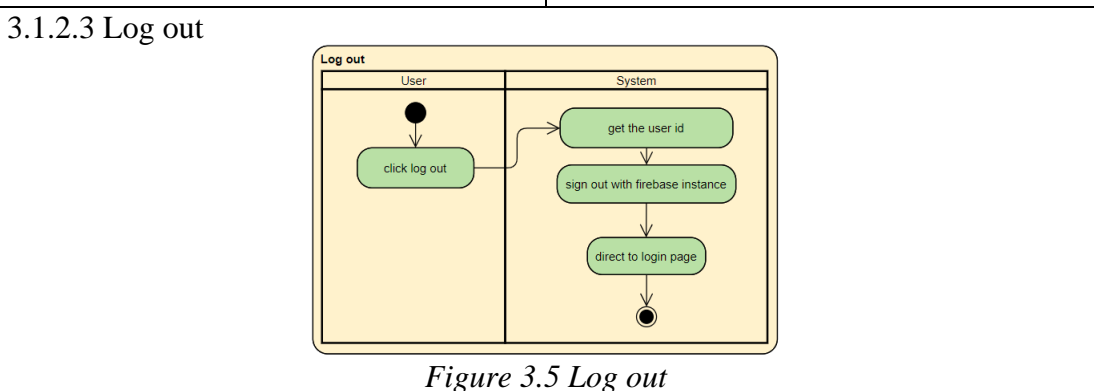 3.1.2.3 Log out
Log out
User
System
get the user id
click log out
sign out with firebase instance
direct to login page
Figure 3.5 Log out